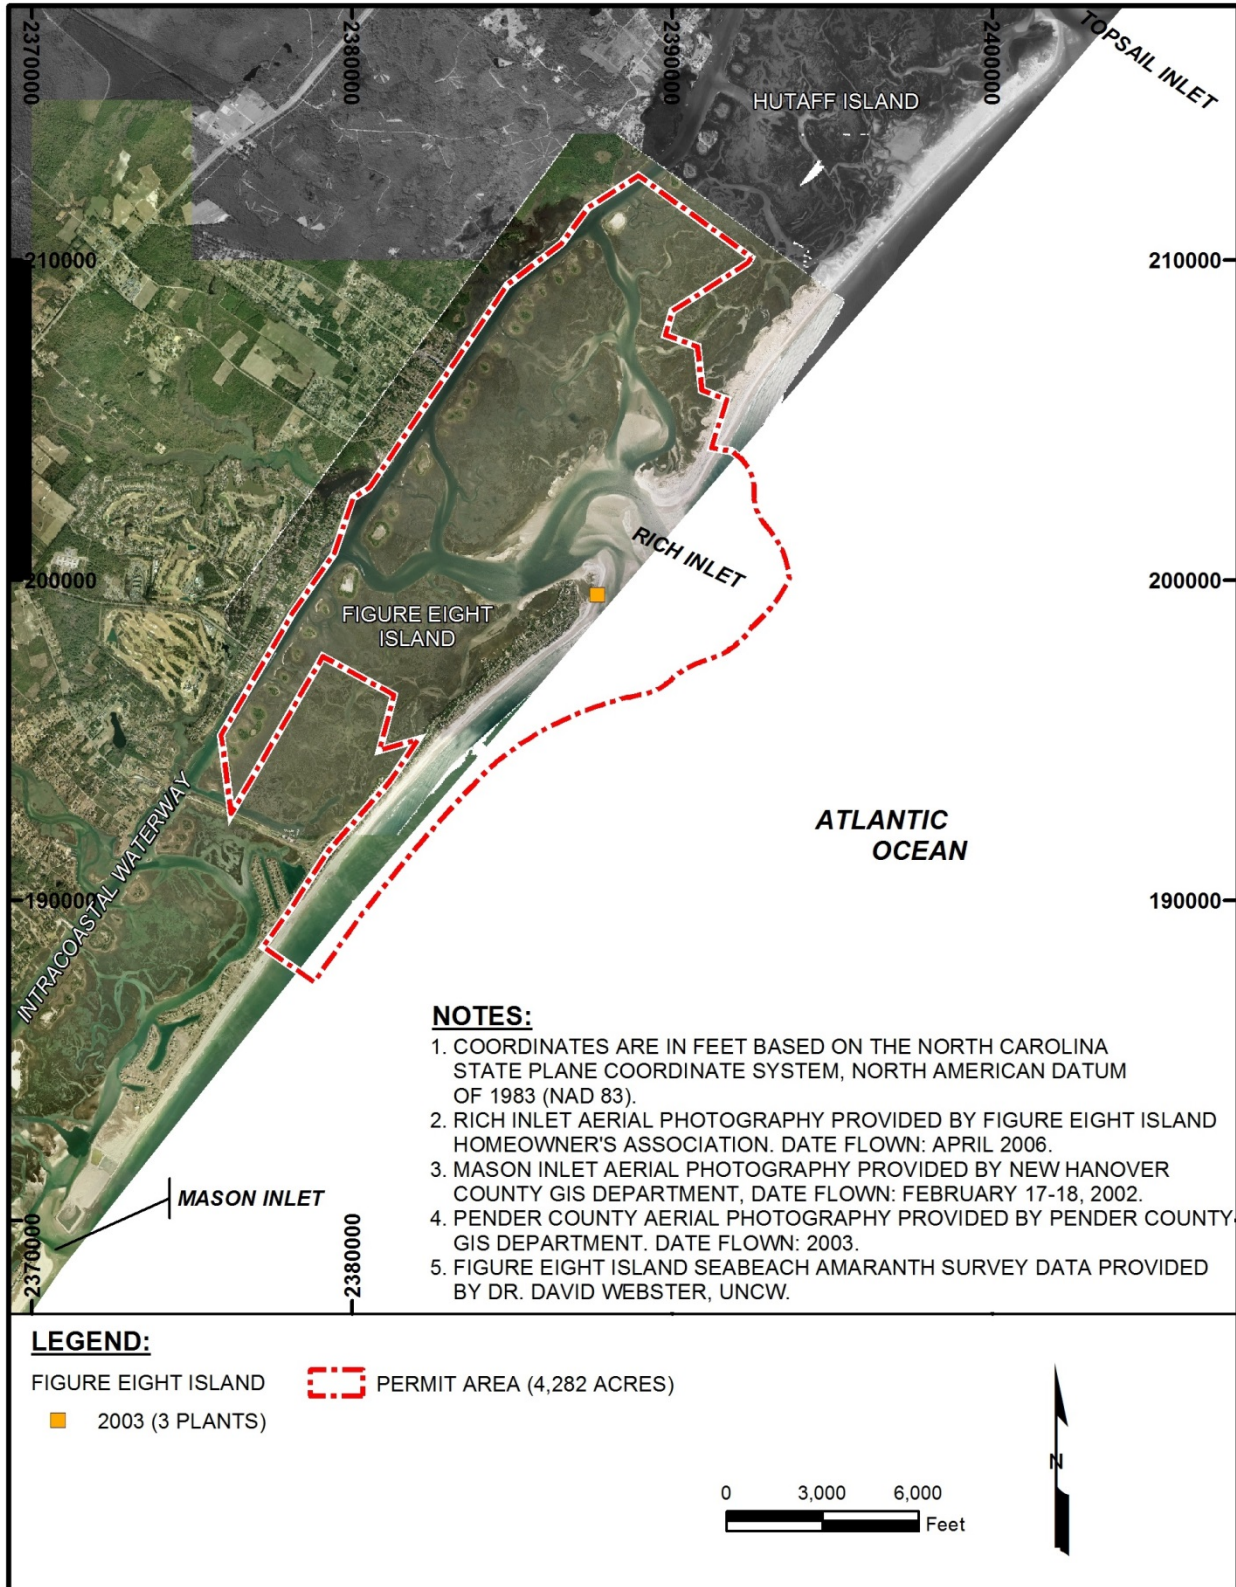 2370000
2380000
2390000
2400000
TOPSAIL INLET
HUTAFF ISLAND
210000
210000
RICH INLET
200000
200000
FIGURE EIGHT
ISLAND
INTRACOASTAL WATERWAY
ATLANTIC
OCEAN
190000
190000
MASON INLET
2370000
2380000
NOTES:
1. COORDINATES ARE IN FEET BASED ON THE NORTH CAROLINA
STATE PLANE COORDINATE SYSTEM, NORTH AMERICAN DATUM
OF 1983 (NAD 83).
2. RICH INLET AERIAL PHOTOGRAPHY PROVIDED BY FIGURE EIGHT ISLAND
HOMEOWNER'S ASSOCIATION. DATE FLOWN: APRIL 2006.
3. MASON INLET AERIAL PHOTOGRAPHY PROVIDED BY NEW HANOVER
COUNTY GIS DEPARTMENT, DATE FLOWN: FEBRUARY 17-18, 2002.
4. PENDER COUNTY AERIAL PHOTOGRAPHY PROVIDED BY PENDER COUNTY
GIS DEPARTMENT. DATE FLOWN: 2003.
5. FIGURE EIGHT ISLAND SEABEACH AMARANTH SURVEY DATA PROVIDED
BY DR. DAVID WEBSTER, UNCW.
LEGEND:
FIGURE EIGHT ISLAND
PERMIT AREA (4,282 ACRES)
2003 (3 PLANTS)
N
0 3,000 6,000
Feet